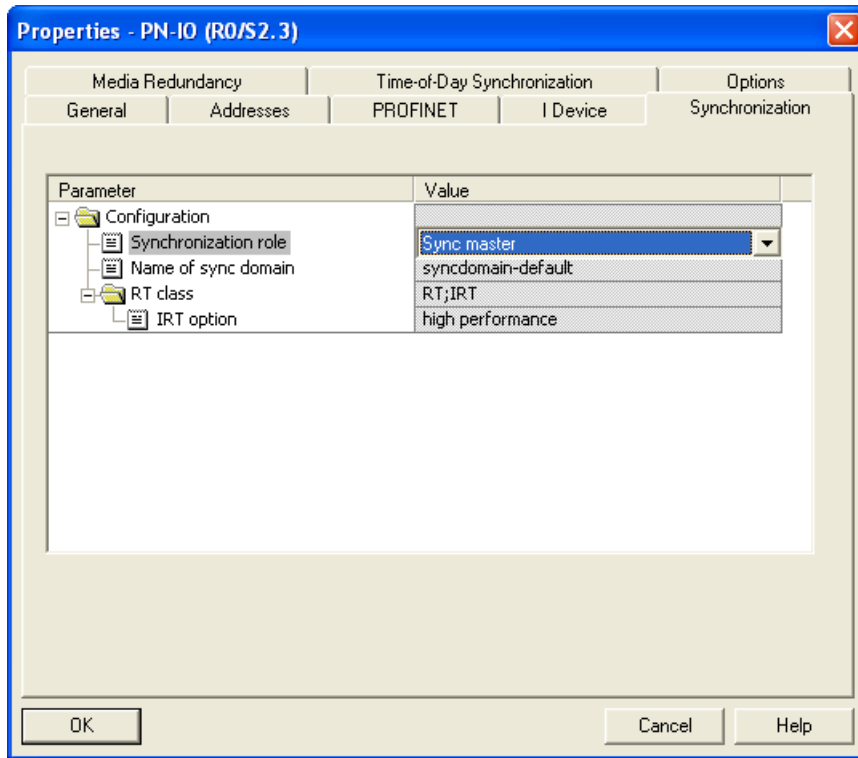 Properties - PN-IO (R0/S2.3)
Media Redundancy Time-of-Day Synchronization Options
General Addresses PROFINET I Device Synchronization
Parameter Value
Configuration
Synchronization role Sync master
Name of sync domain syncdomain-default
RT class RT;IRT
IRT option high performance
OK Cancel Help